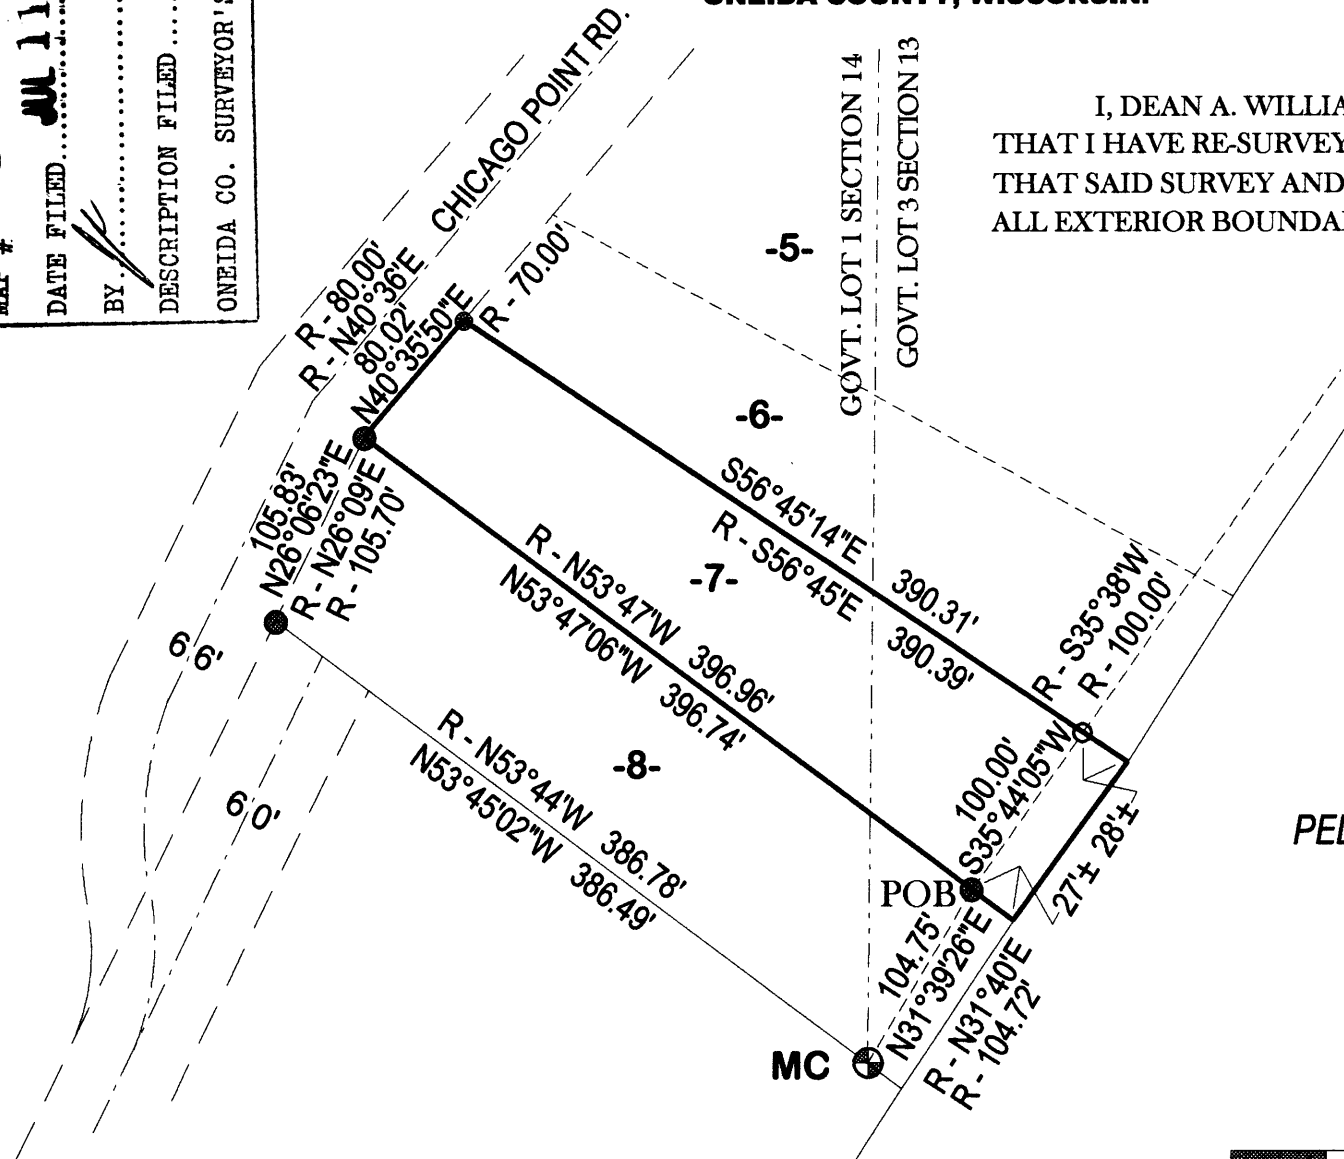 ONEIDA COUNTY, WISCONSIN.
MAP #
DATE FILED
BY
DESCRIPTION FILED
ONEIDA CO. SURVEYOR'S
I, DEAN A. WILLIA
THAT I HAVE RE-SURVEY
THAT SAID SURVEY AND
ALL EXTERIOR BOUNDA
CHICAGO POINT RD.
GOVT. LOT 1 SECTION 14
GOVT. LOT 3 SECTION 13
R - 80.00'
R - N40°36'E
80.02'
N40°35'50"E
R - 70.00'
-5-
-6-
S56°45'14"E 390.31'
R - S56°45'E 390.39'
-7-
R - N53°47'W 396.96'
N53°47'06"W 396.74'
105.83'
N26°06'23"E
R - N26°09'E
R - 105.70'
66'
60'
-8-
R - N53°44'W 386.78'
N53°45'02"W 386.49'
R - S35°38'W
R - 100.00'
100.00'
S35°44'05"W
27'± 28'±
POB
104.75'
N31°39'26"E
R - N31°40'E
R - 104.72'
MC
PEL